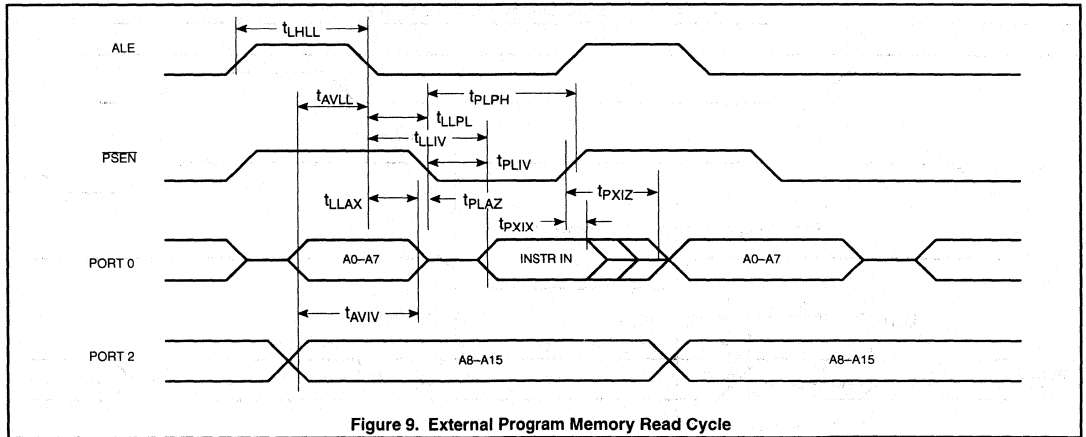 ALE
tLHLL
tAVLL
tPLPH
tLLPL
tLLIV
PSEN
tPLIV
tLLAX
tPLAZ
tPXIZ
tPXIX
PORT 0
A0–A7
INSTR IN
A0–A7
tAVIV
PORT 2
A8–A15
A8–A15
Figure 9. External Program Memory Read Cycle